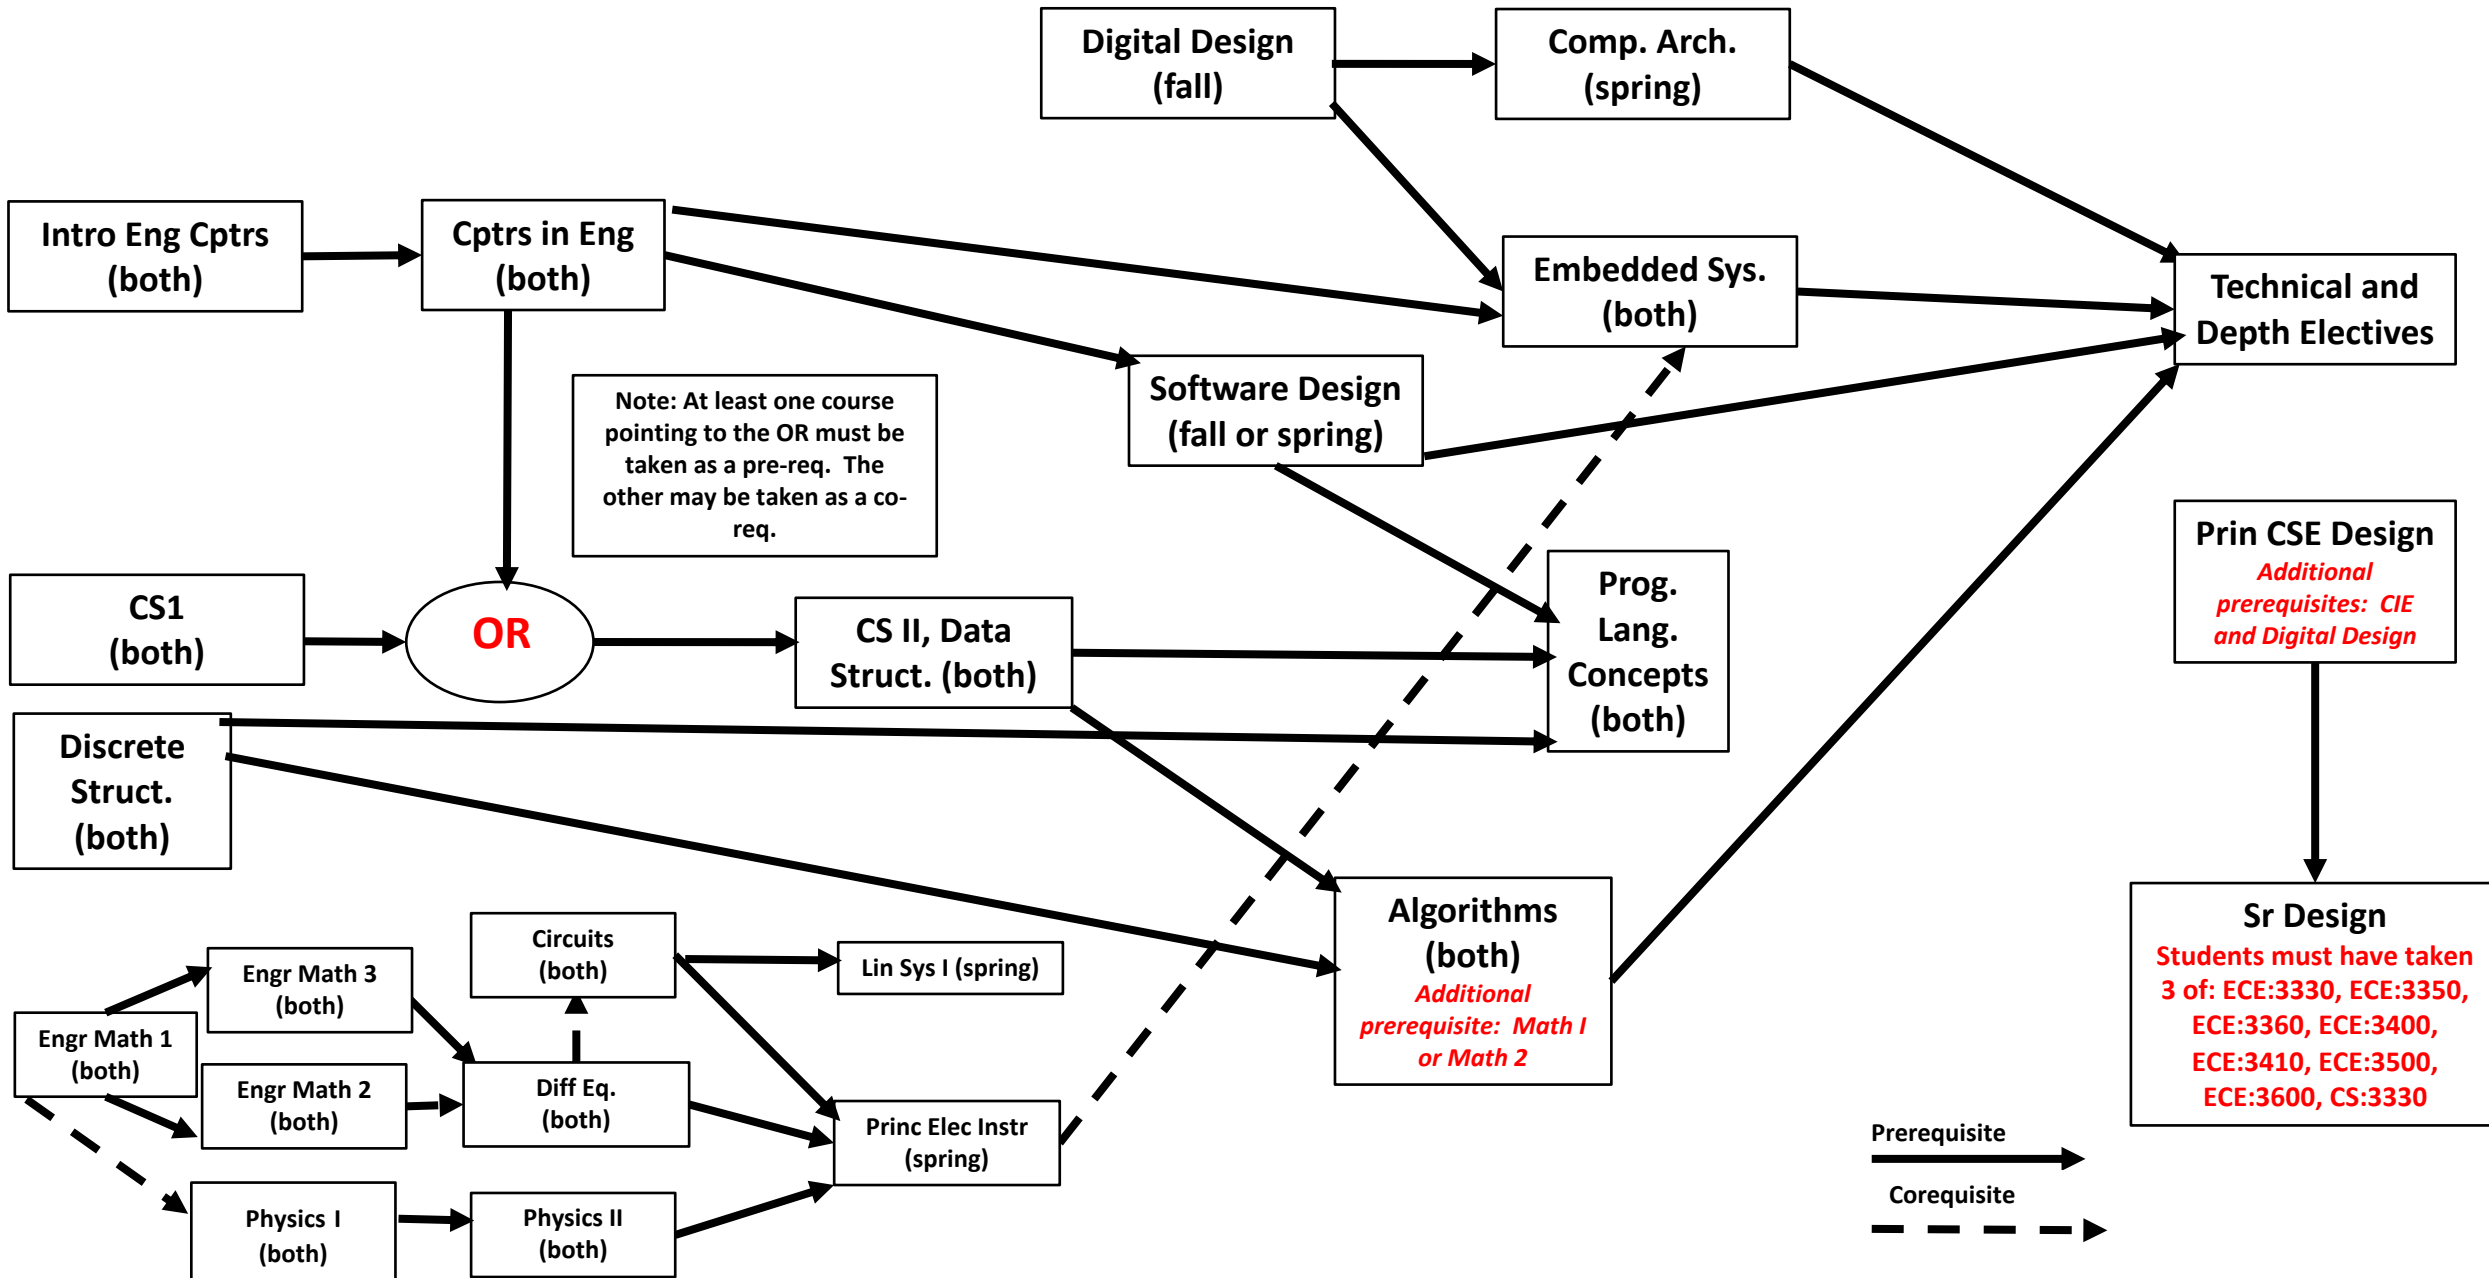 Digital Design
(fall)
Comp. Arch.
(spring)
Intro Eng Cptrs
(both)
Cptrs in Eng
(both)
Embedded Sys.
(both)
Technical and
Depth Electives
Note: At least one course
pointing to the OR must be
taken as a pre-req.  The
other may be taken as a co-
req.
Software Design
(fall or spring)
Prin CSE Design
Additional
prerequisites:  CIE
and Digital Design
CS1
(both)
OR
CS II, Data
Struct. (both)
Prog.
Lang.
Concepts
(both)
Discrete
Struct.
(both)
Algorithms
(both)
Additional
prerequisite:  Math I
or Math 2
Sr Design
Students must have taken
3 of: ECE:3330, ECE:3350,
ECE:3360, ECE:3400,
ECE:3410, ECE:3500,
ECE:3600, CS:3330
Circuits
(both)
Lin Sys I (spring)
Engr Math 3
(both)
Engr Math 1
(both)
Engr Math 2
(both)
Diff Eq.
(both)
Princ Elec Instr
(spring)
Physics I
(both)
Physics II
(both)
Prerequisite
Corequisite